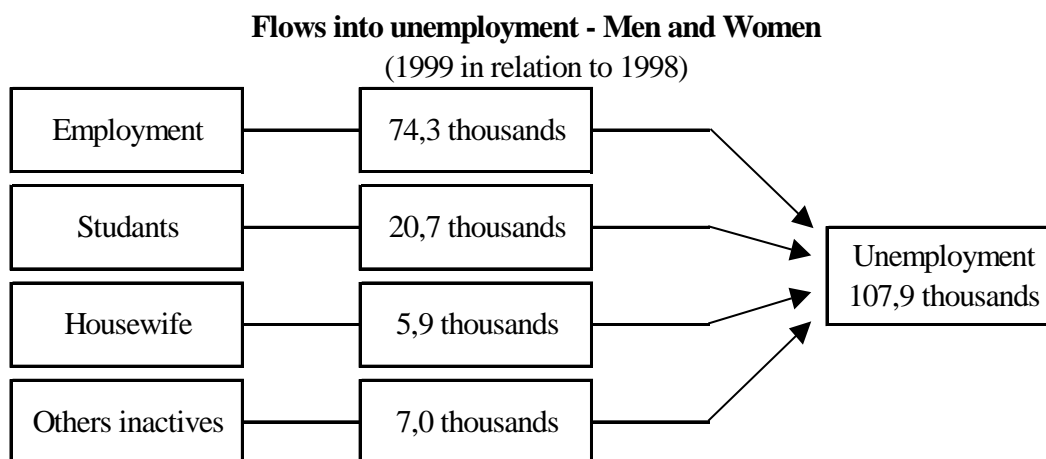 Flows into unemployment - Men and Women
(1999 in relation to 1998)
Employment
74,3 thousands
Studants
20,7 thousands
Unemployment
107,9 thousands
Housewife
5,9 thousands
Others inactives
7,0 thousands